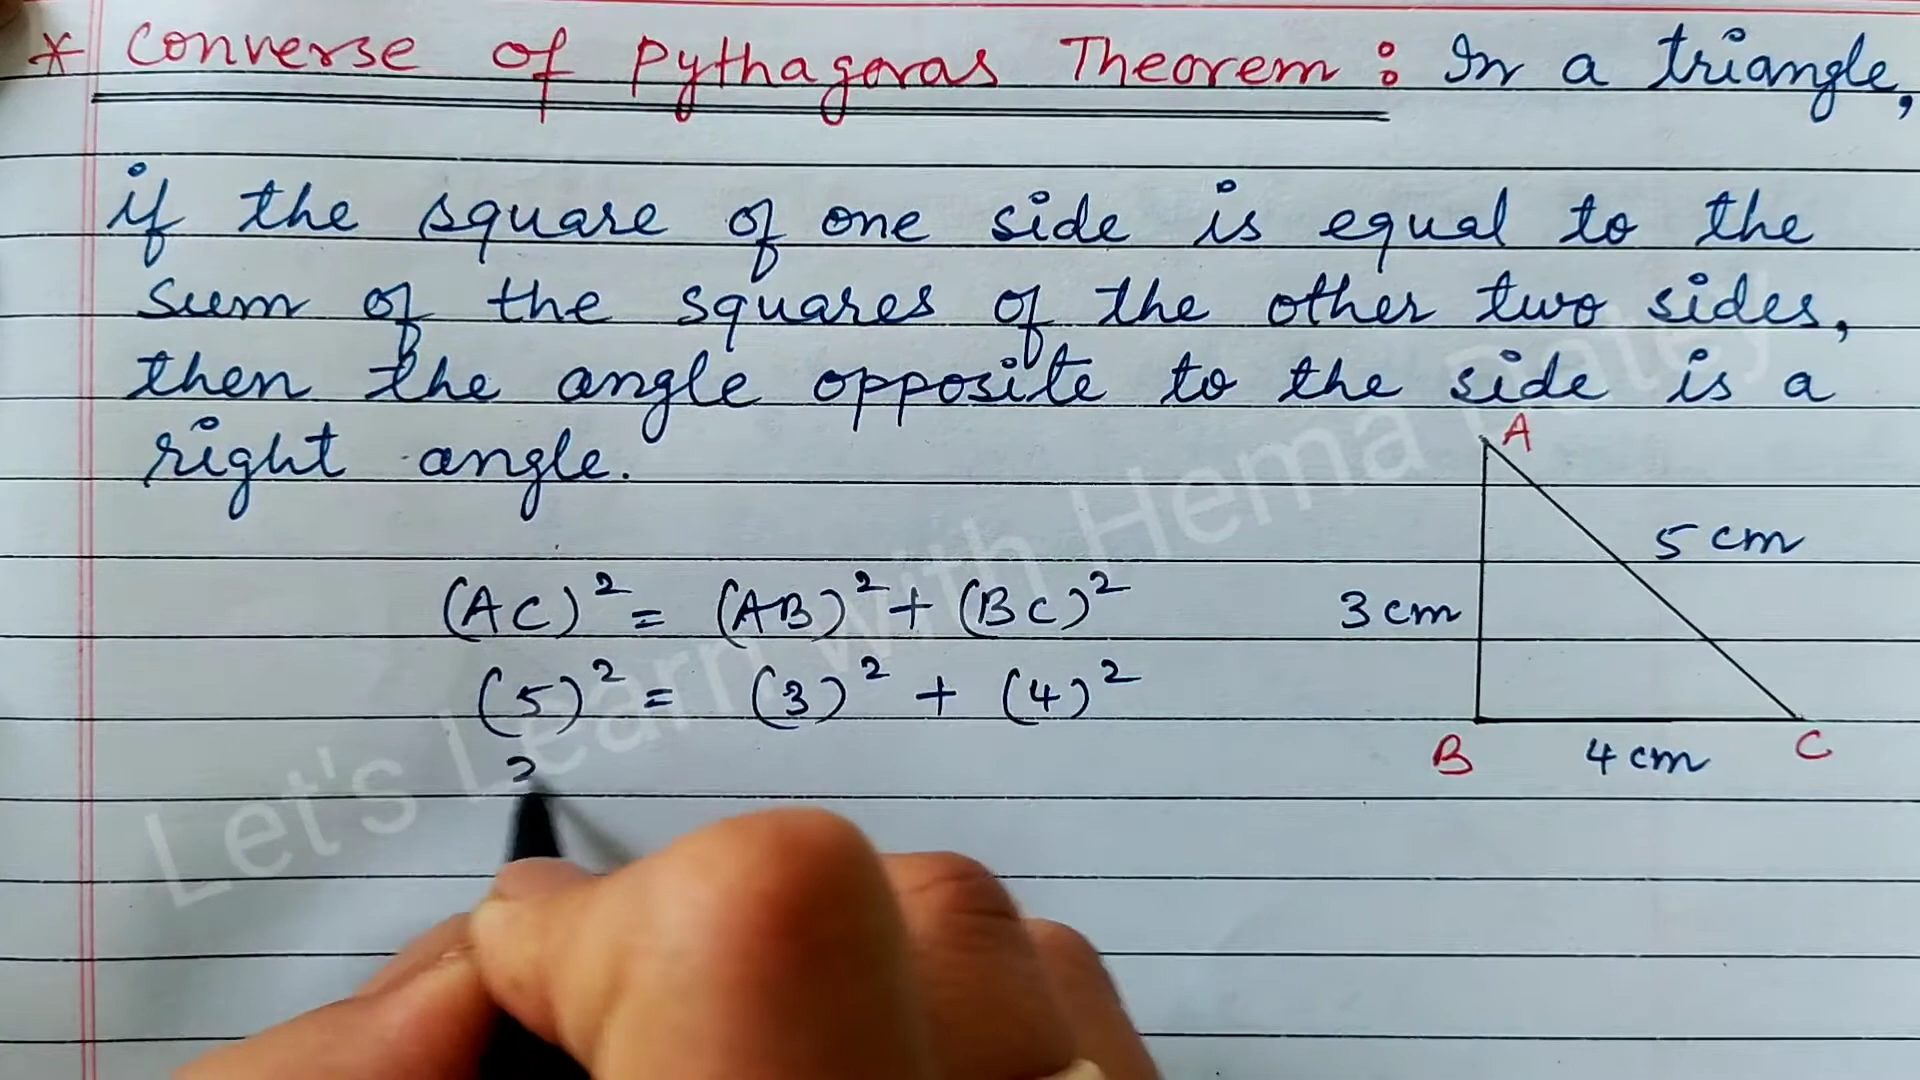 * Converse of Pythagoras Theorem : In a triangle,
if the square of one side is equal to the
sum of the squares of the other two sides,
then the angle opposite to the side is a
right angle.
A
5 cm
3 cm
B
4 cm
C
(AC)² = (AB)² + (BC)²
(5)² = (3)² + (4)²
2
Let's Learn with Hema Patey